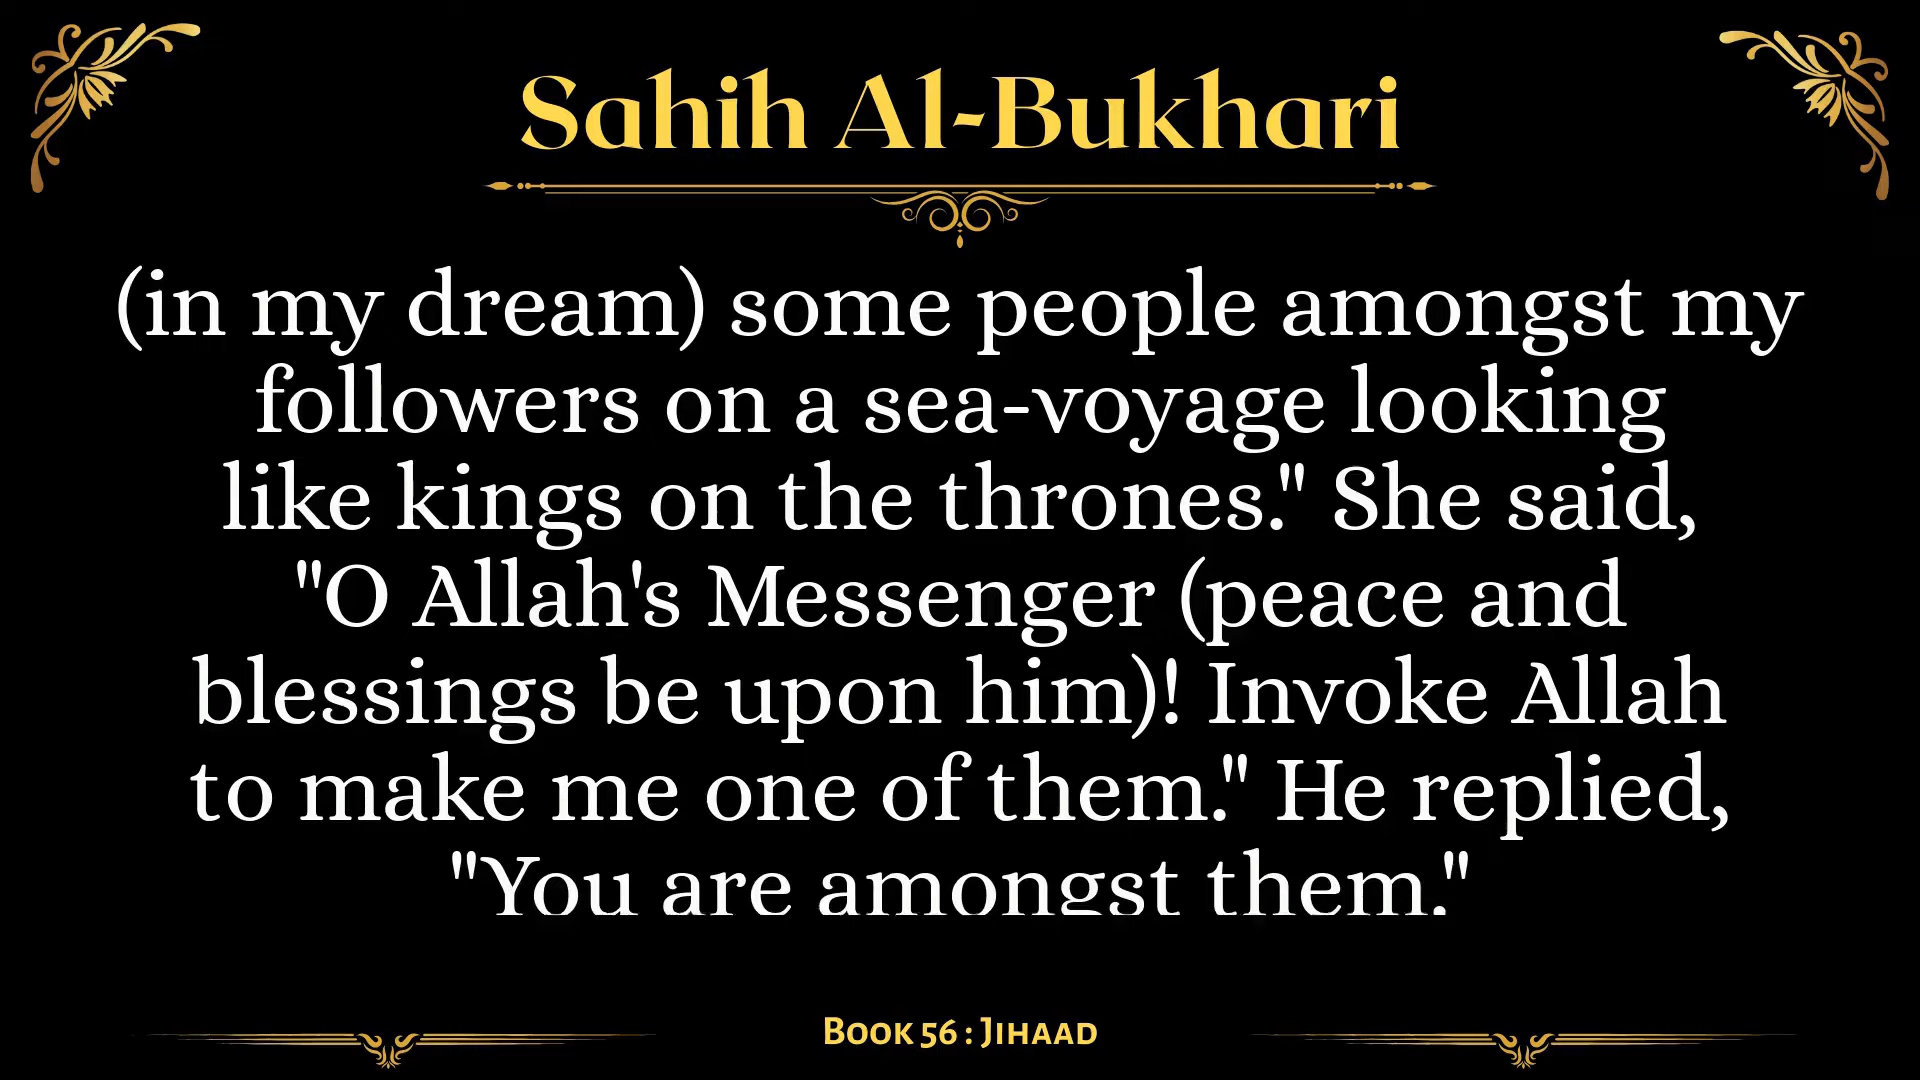 Sahih Al-Bukhari
(in my dream) some people amongst my
followers on a sea-voyage looking
like kings on the thrones." She said,
"O Allah's Messenger (peace and
blessings be upon him)! Invoke Allah
to make me one of them." He replied,
"You are amongst them."
Book 56 : Jihaad